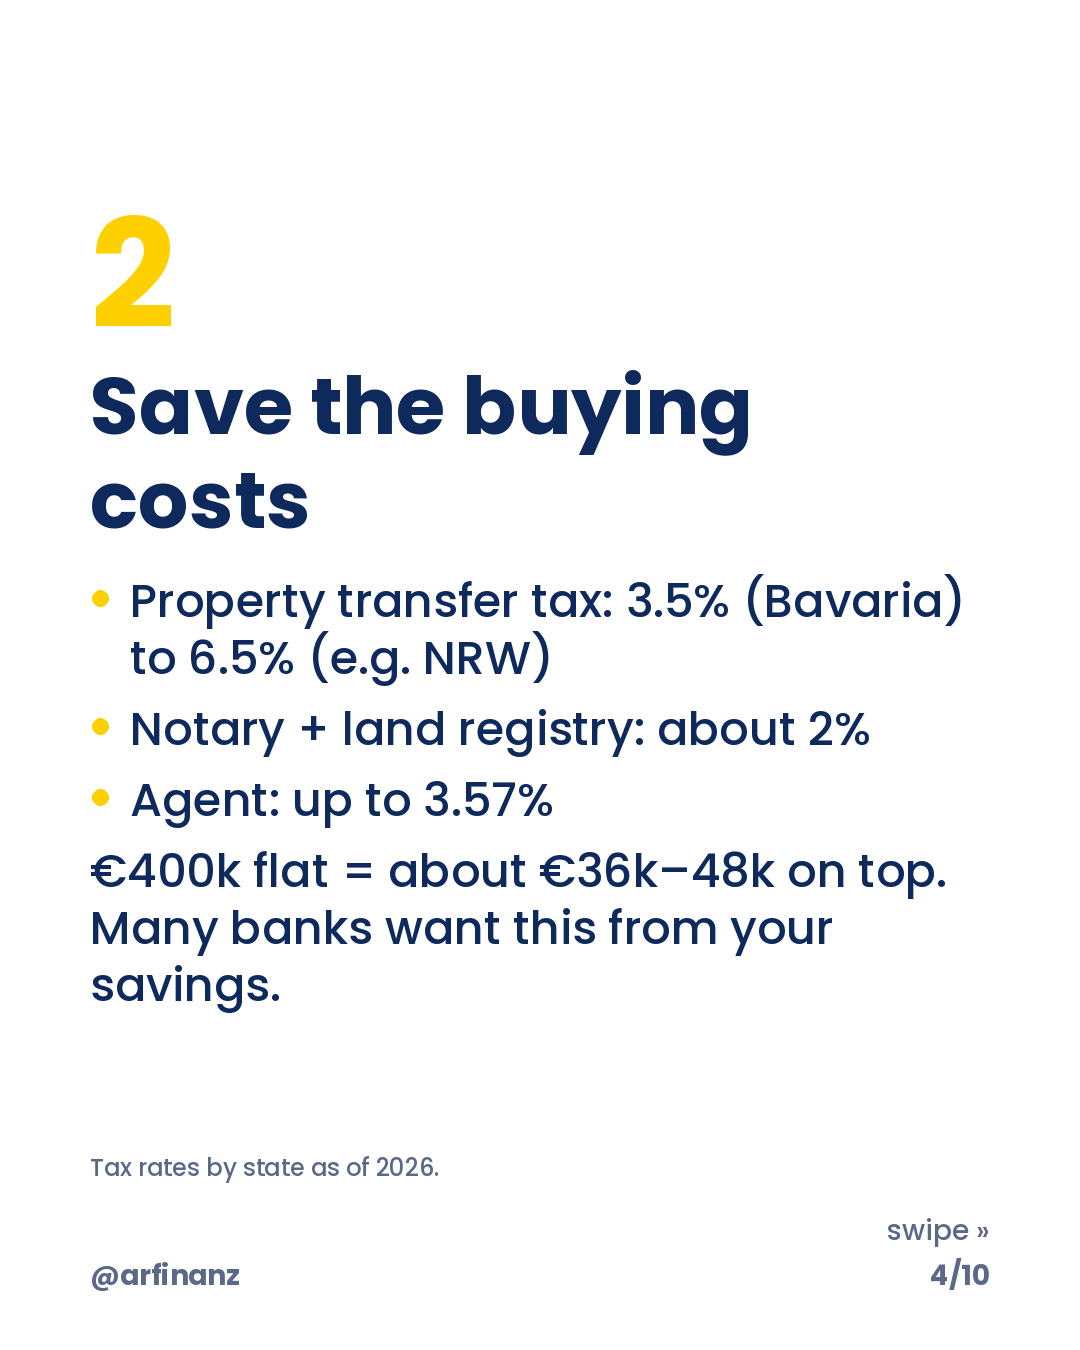 2
Save the buying
costs
• Property transfer tax: 3.5% (Bavaria)
to 6.5% (e.g. NRW)
• Notary + land registry: about 2%
• Agent: up to 3.57%
€400k flat = about €36k–48k on top.
Many banks want this from your
savings.
Tax rates by state as of 2026.
swipe »
@arfinanz
4/10